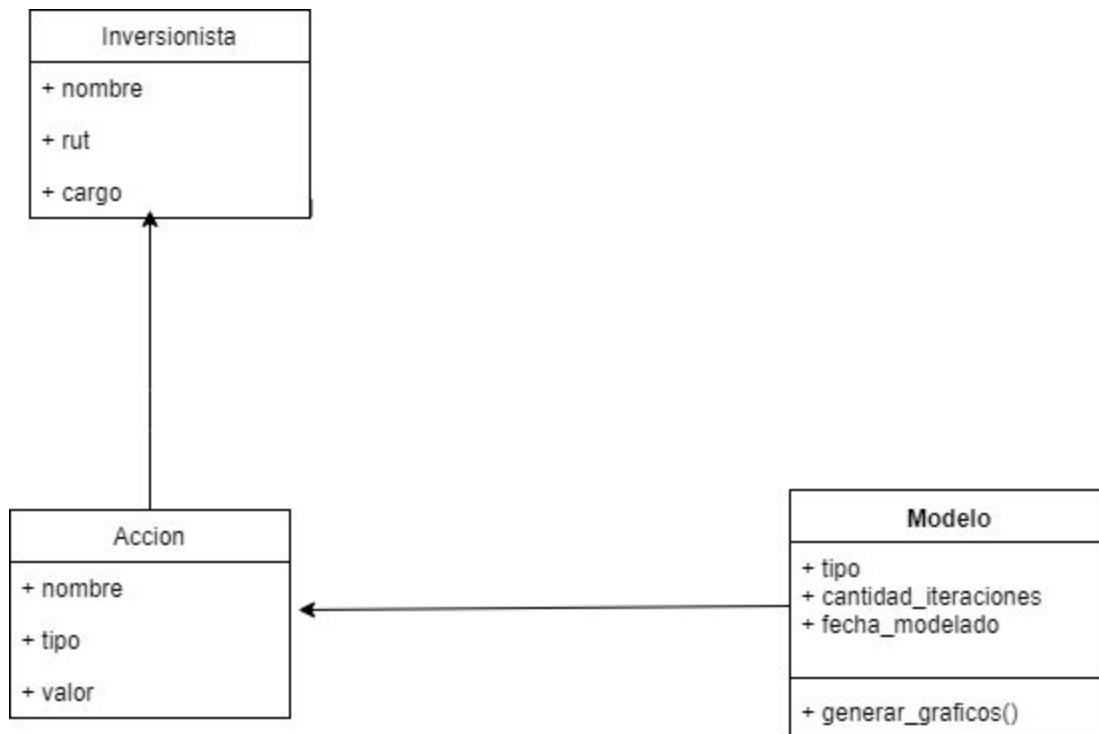 Inversionista
+ nombre
+ rut
+ cargo
Accion
+ nombre
+ tipo
+ valor
Modelo
+ tipo
+ cantidad_iteraciones
+ fecha_modelado
+ generar_graficos()